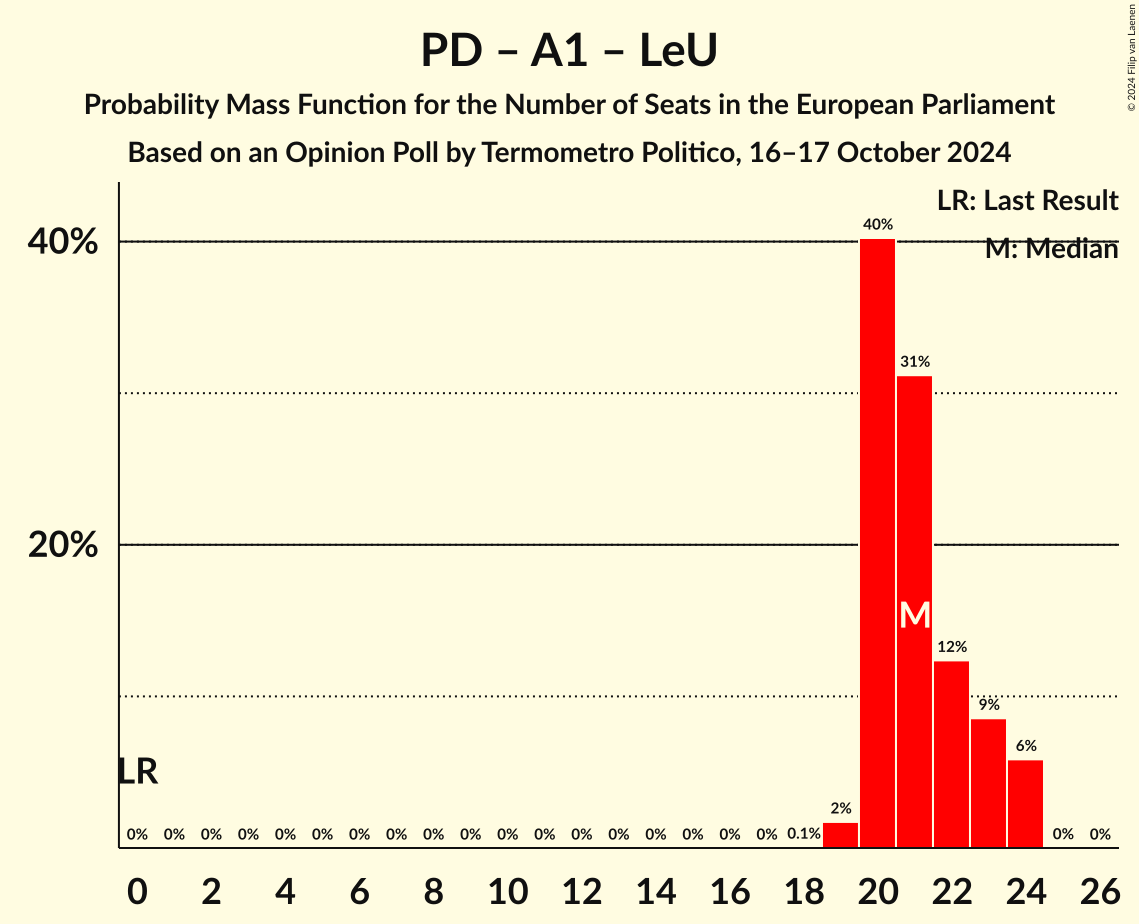 PD – A1 – LeU
Probability Mass Function for the Number of Seats in the European Parliament
Based on an Opinion Poll by Termometro Politico, 16–17 October 2024
© 2024 Filip van Laenen
LR: Last Result
M: Median
40%
20%
40%
31%
M
12%
9%
6%
LR
0% 0% 0% 0% 0% 0% 0% 0% 0% 0% 0% 0% 0% 0% 0% 0% 0% 0% 0.1% 2% 0% 0%
0 2 4 6 8 10 12 14 16 18 20 22 24 26